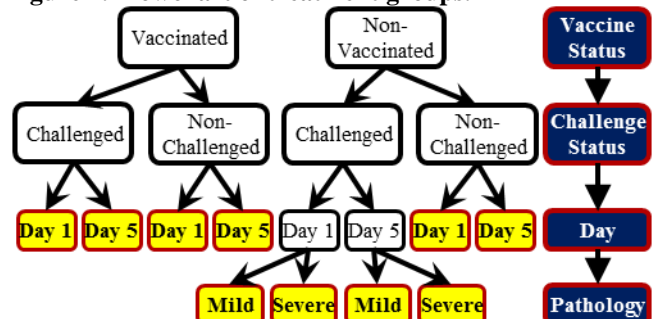 Vaccinated
Non-
Vaccinated
Vaccine
Status
Challenged
Non-
Challenged
Challenged
Non-
Challenged
Challenge
Status
Day 1
Day 5
Day 1
Day 5
Day 1
Day 5
Day 1
Day 5
Day
Mild
Severe
Mild
Severe
Pathology